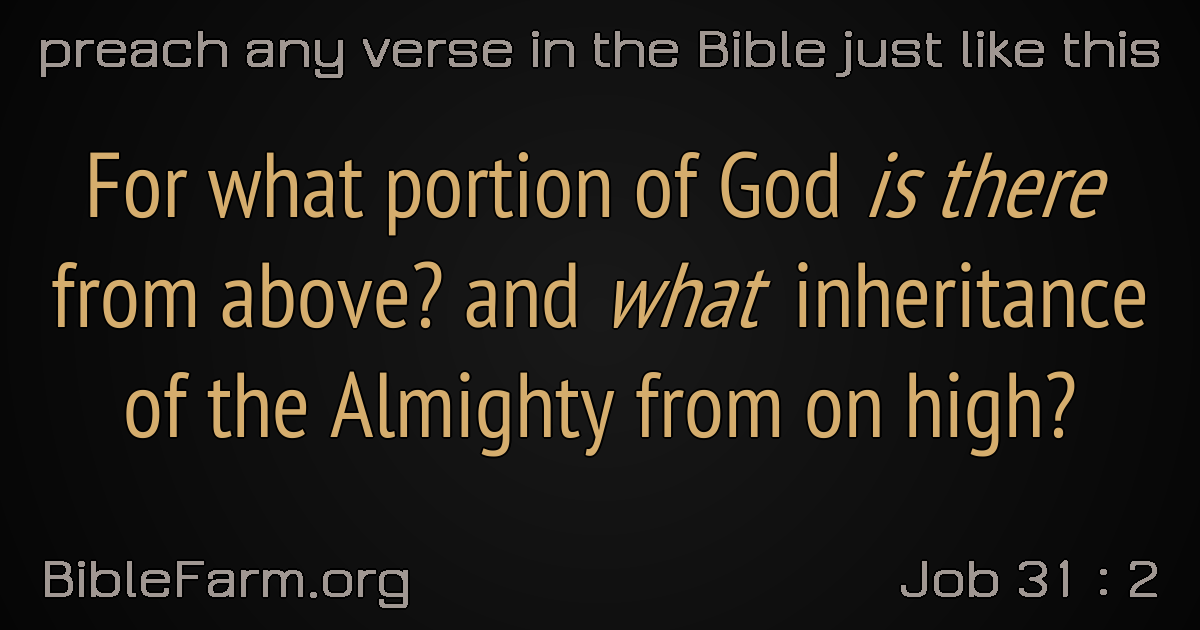 preach any verse in the Bible just like this
For what portion of God is there
from above? and what inheritance
of the Almighty from on high?
BibleFarm.org
Job 31 : 2